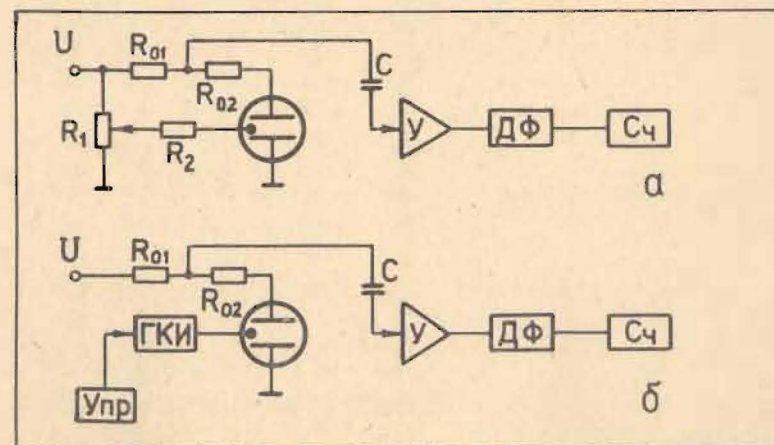 U R₀₁ C
R₀₂
R₁ R₂ У ДФ Сч
а
U R₀₁ C
R₀₂
ГКИ У ДФ Сч
Упр
б